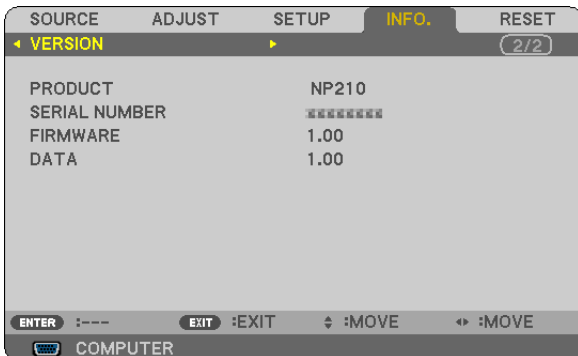 SOURCE ADJUST SETUP INFO. RESET
VERSION 2/2
PRODUCT NP210
SERIAL NUMBER
FIRMWARE 1.00
DATA 1.00
ENTER :--- EXIT :EXIT :MOVE :MOVE
COMPUTER